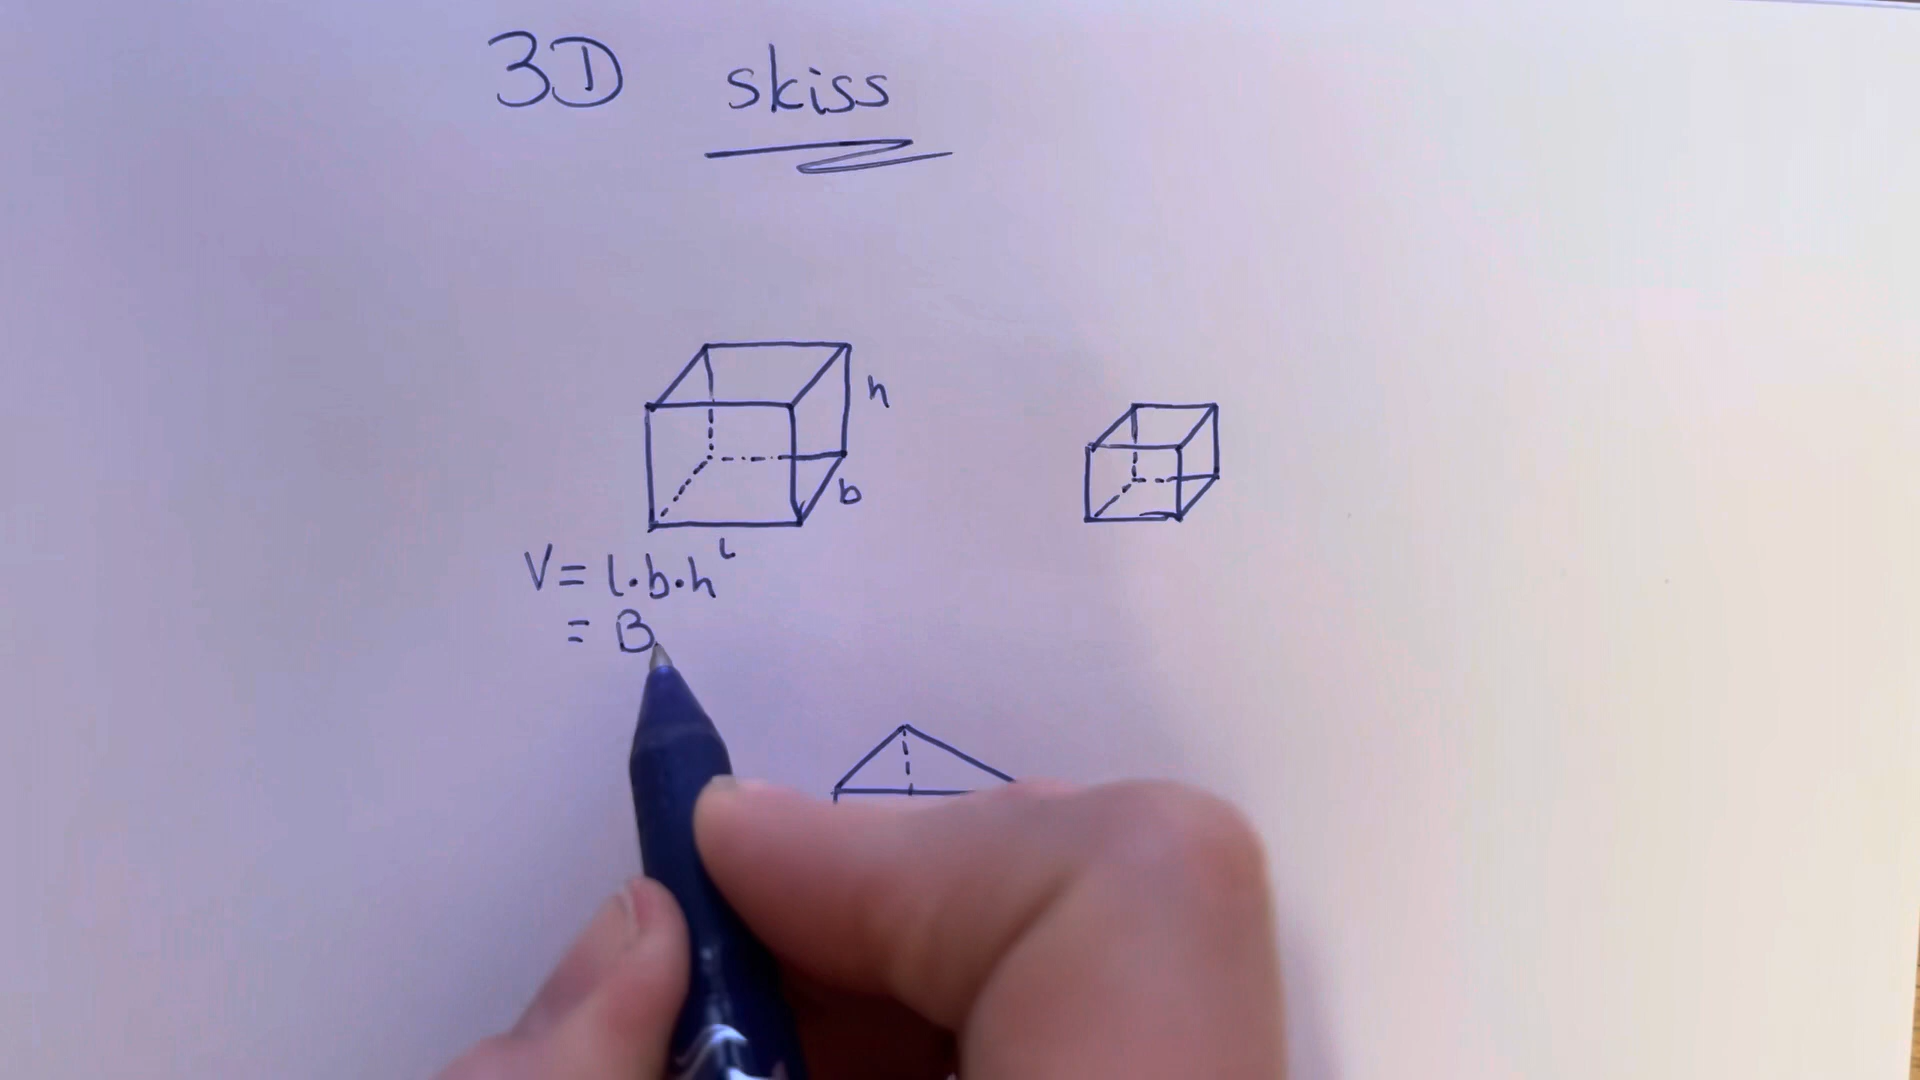 3D skiss
h
b
l
V = l·b·h
= B